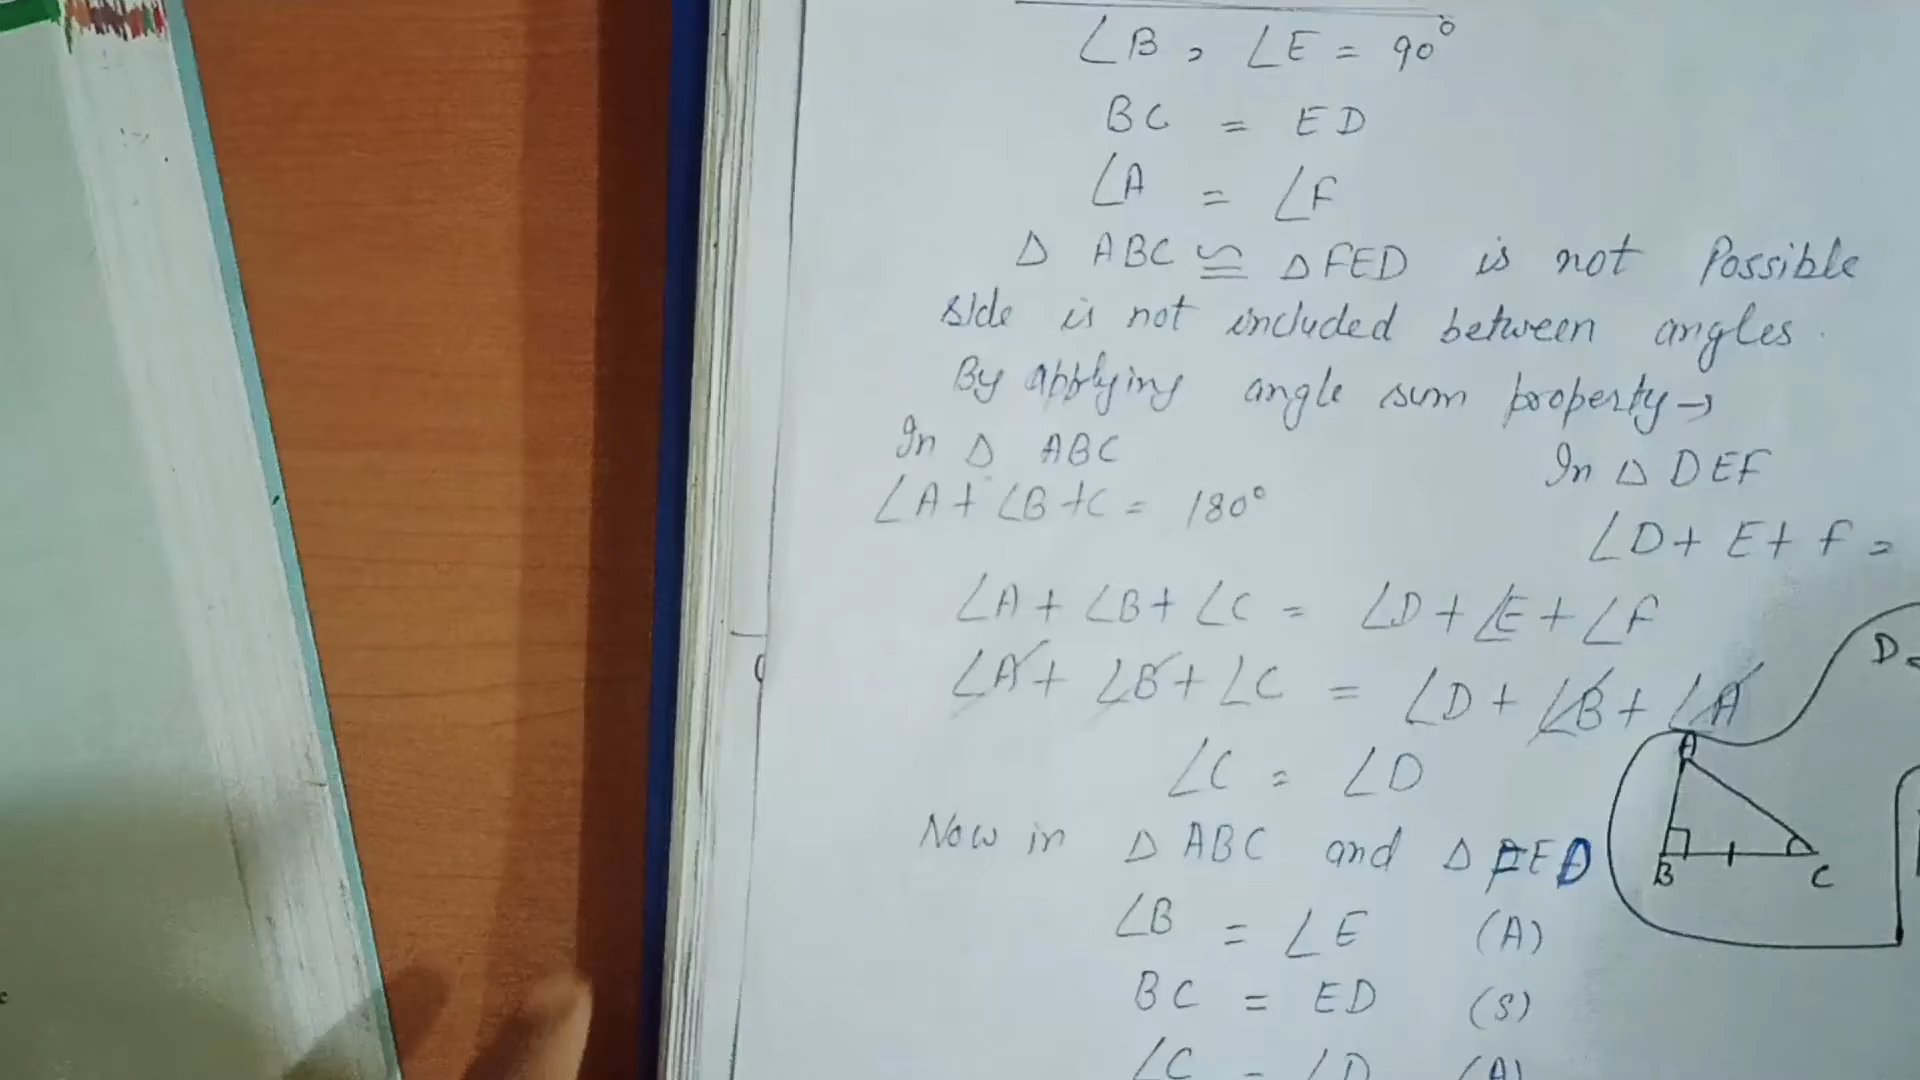 ∠B, ∠E = 90°
BC = ED
∠A = ∠F
Δ ABC ≅ Δ FED is not Possible
side is not included between angles.
By applying angle sum property→
In Δ ABC
∠A + ∠B + C = 180°
In Δ DEF
∠D + E + F =
∠A + ∠B + ∠C = ∠D + ∠E + ∠F
∠A + ∠B + ∠C = ∠D + ∠B + ∠A
∠C = ∠D
Now in Δ ABC and Δ FED
∠B = ∠E (A)
BC = ED (S)
∠C = ∠D (A)
D
A
B C